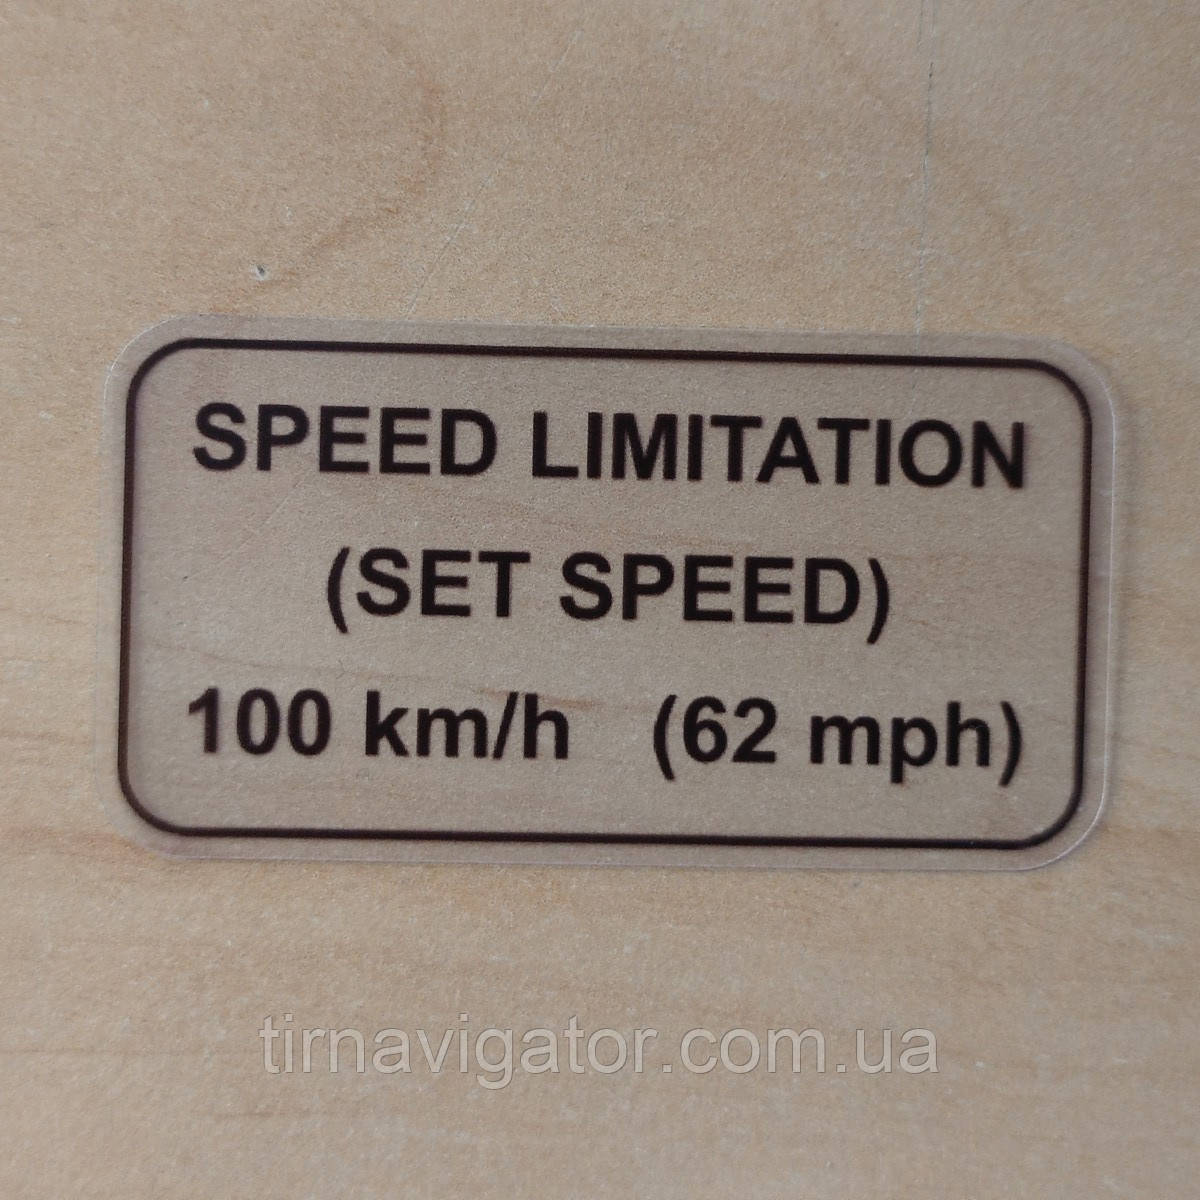 SPEED LIMITATION
(SET SPEED)
100 km/h (62 mph)
tirnavigator.com.ua